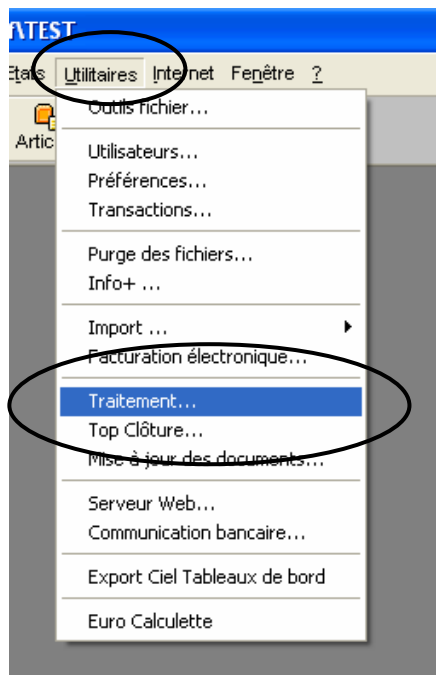 TEST
Etats Utilitaires Internet Fenêtre ?
Outils fichier...
Artic
Utilisateurs...
Préférences...
Transactions...
Purge des fichiers...
Info+ ...
Import ...
Facturation électronique...
Traitement...
Top Clôture...
Mise à jour des documents...
Serveur Web...
Communication bancaire...
Export Ciel Tableaux de bord
Euro Calculette